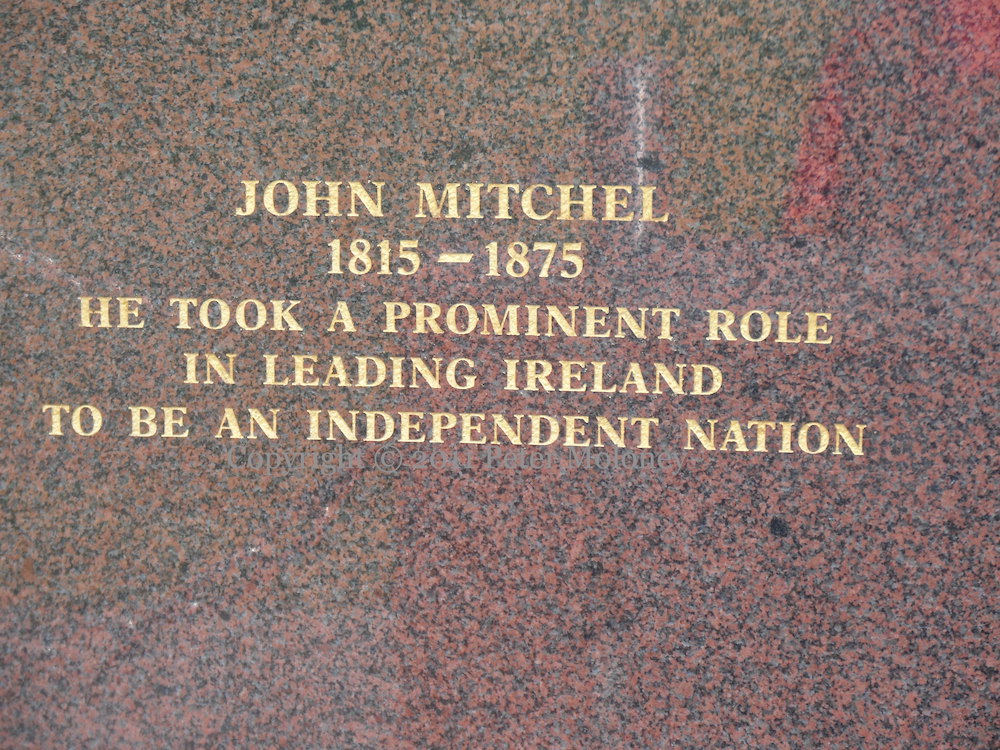 JOHN MITCHEL
1815 – 1875
HE TOOK A PROMINENT ROLE
IN LEADING IRELAND
TO BE AN INDEPENDENT NATION
Copyright © 2011 Peter Moloney